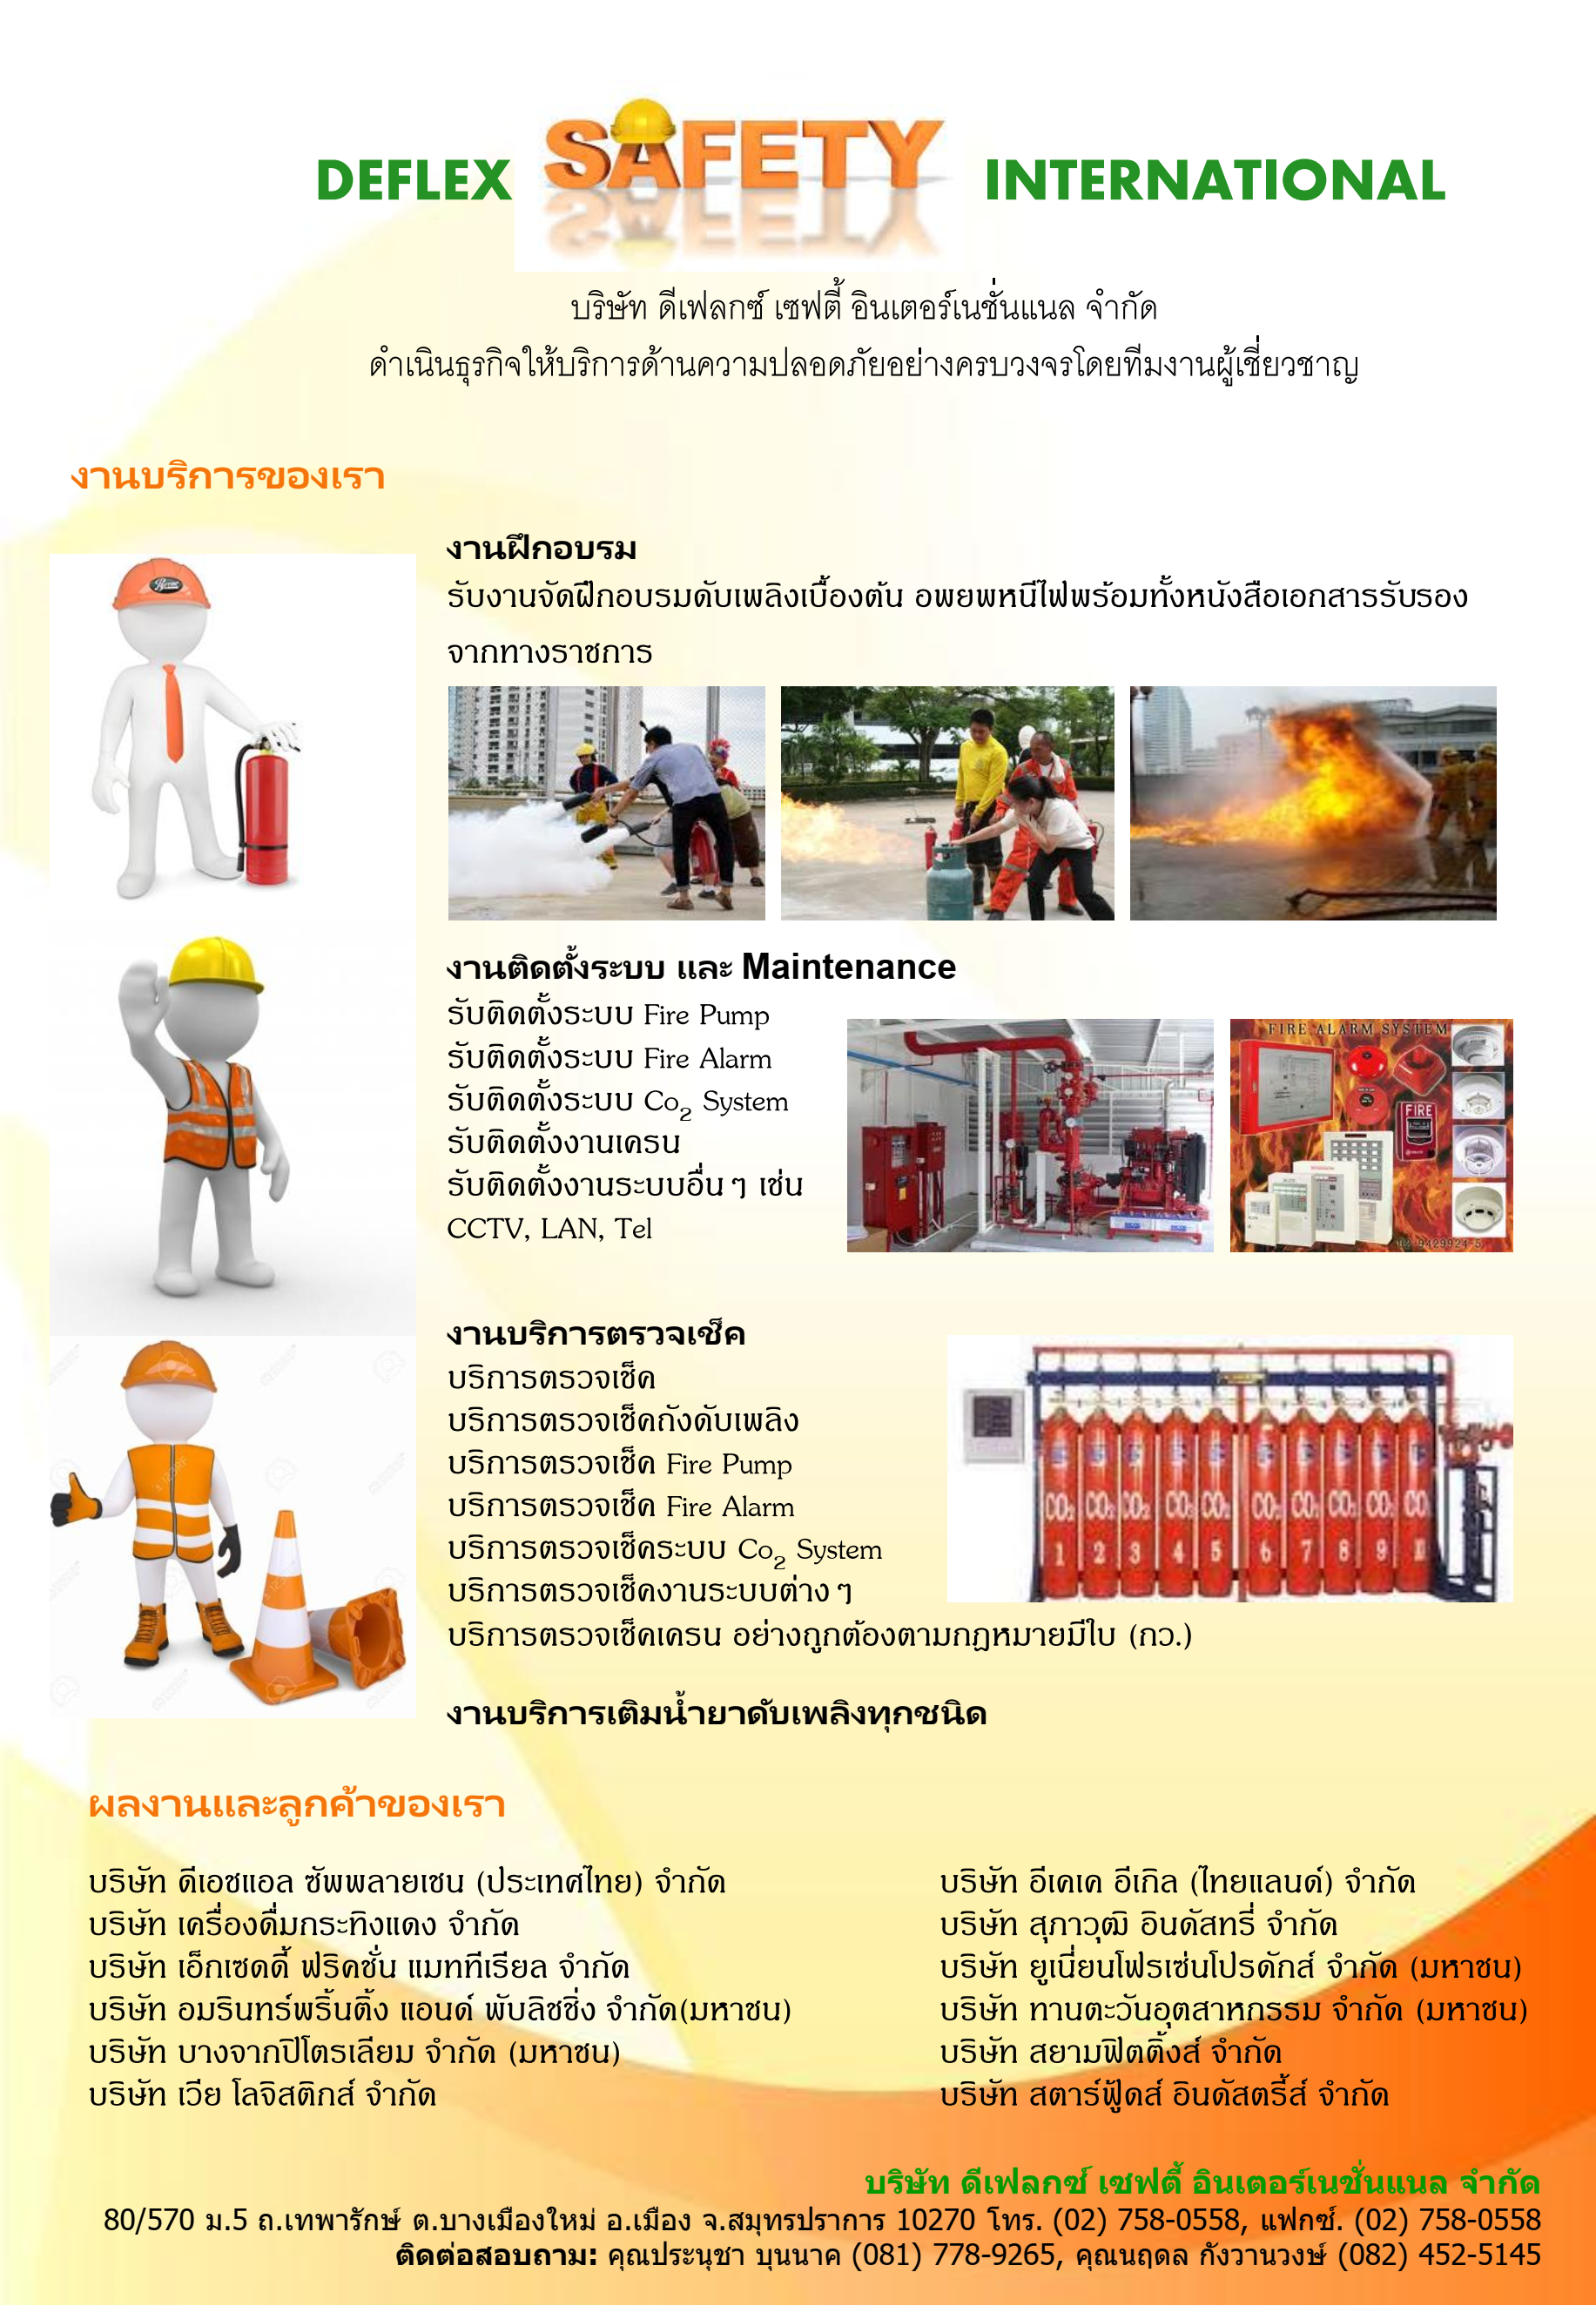 DEFLEX SAFETY INTERNATIONAL
บริษัท ดีเฟลกซ์ เซฟตี้ อินเตอร์เนชั่นแนล จำกัด
ดำเนินธุรกิจให้บริการด้านความปลอดภัยอย่างครบวงจรโดยทีมงานผู้เชี่ยวชาญ
งานบริการของเรา
งานฝึกอบรม
รับงานจัดฝึกอบรมดับเพลิงเบื้องต้น อพยพหนีไฟพร้อมทั้งหนังสือเอกสารรับรอง
จากทางราชการ
งานติดตั้งระบบ และ Maintenance
รับติดตั้งระบบ Fire Pump
รับติดตั้งระบบ Fire Alarm
รับติดตั้งระบบ Co₂ System
รับติดตั้งงานเครน
รับติดตั้งงานระบบอื่น ๆ เช่น
CCTV, LAN, Tel
FIRE ALARM SYSTEM
FIRE
งานบริการตรวจเช็ค
บริการตรวจเช็ค
บริการตรวจเช็คถังดับเพลิง
บริการตรวจเช็ค Fire Pump
บริการตรวจเช็ค Fire Alarm
บริการตรวจเช็คระบบ Co₂ System
บริการตรวจเช็คงานระบบต่าง ๆ
บริการตรวจเช็คเครน อย่างถูกต้องตามกฎหมายมีใบ (กว.)
CO₂ CO₂ CO₂ CO₂ CO₂ CO₂ CO₂ CO₂ CO₂ CO
1 2 3 4 5 6 7 8 9 10
งานบริการเติมน้ำยาดับเพลิงทุกชนิด
ผลงานและลูกค้าของเรา
บริษัท ดีเอชแอล ซัพพลายเชน (ประเทศไทย) จำกัด
บริษัท เครื่องดื่มกระทิงแดง จำกัด
บริษัท เอ็กเซดดี้ ฟริคชั่น แมททีเรียล จำกัด
บริษัท อมรินทร์พริ้นติ้ง แอนด์ พับลิชชิ่ง จำกัด(มหาชน)
บริษัท บางจากปิโตรเลียม จำกัด (มหาชน)
บริษัท เวีย โลจิสติกส์ จำกัด
บริษัท อีเคเค อีเกิล (ไทยแลนด์) จำกัด
บริษัท สุภาวุฒิ อินดัสทรี่ จำกัด
บริษัท ยูเนี่ยนโฟรเซ่นโปรดักส์ จำกัด (มหาชน)
บริษัท ทานตะวันอุตสาหกรรม จำกัด (มหาชน)
บริษัท สยามฟิตติ้งส์ จำกัด
บริษัท สตาร์ฟู้ดส์ อินดัสตรี้ส์ จำกัด
บริษัท ดีเฟลกซ์ เซฟตี้ อินเตอร์เนชั่นแนล จำกัด
80/570 ม.5 ถ.เทพารักษ์ ต.บางเมืองใหม่ อ.เมือง จ.สมุทรปราการ 10270 โทร. (02) 758-0558, แฟกซ์. (02) 758-0558
ติดต่อสอบถาม: คุณประนุชา บุนนาค (081) 778-9265, คุณนฤดล กังวานวงษ์ (082) 452-5145